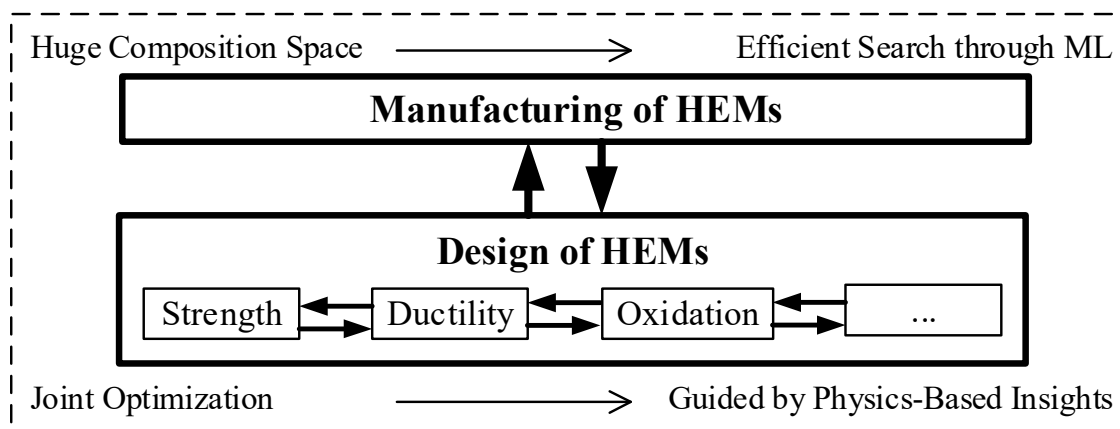 Huge Composition Space Efficient Search through ML
Manufacturing of HEMs
Design of HEMs
Strength Ductility Oxidation ...
Joint Optimization Guided by Physics-Based Insights